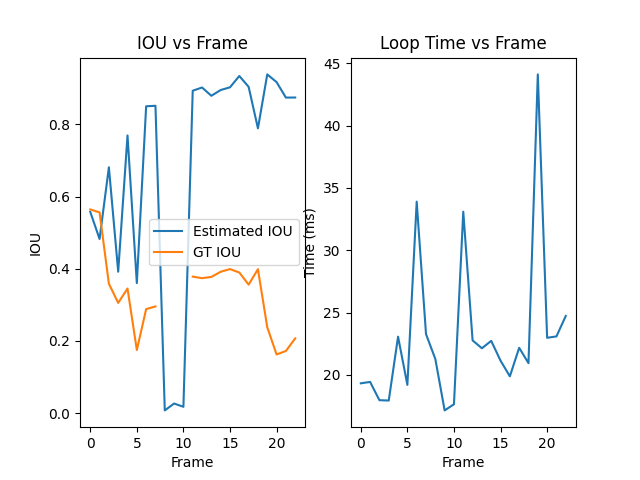 IOU vs Frame
Loop Time vs Frame
IOU
0.8
0.6
0.4
0.2
0.0
Estimated IOU
GT IOU
0 5 10 15 20
Frame
Time (ms)
45
40
35
30
25
20
0 5 10 15 20
Frame